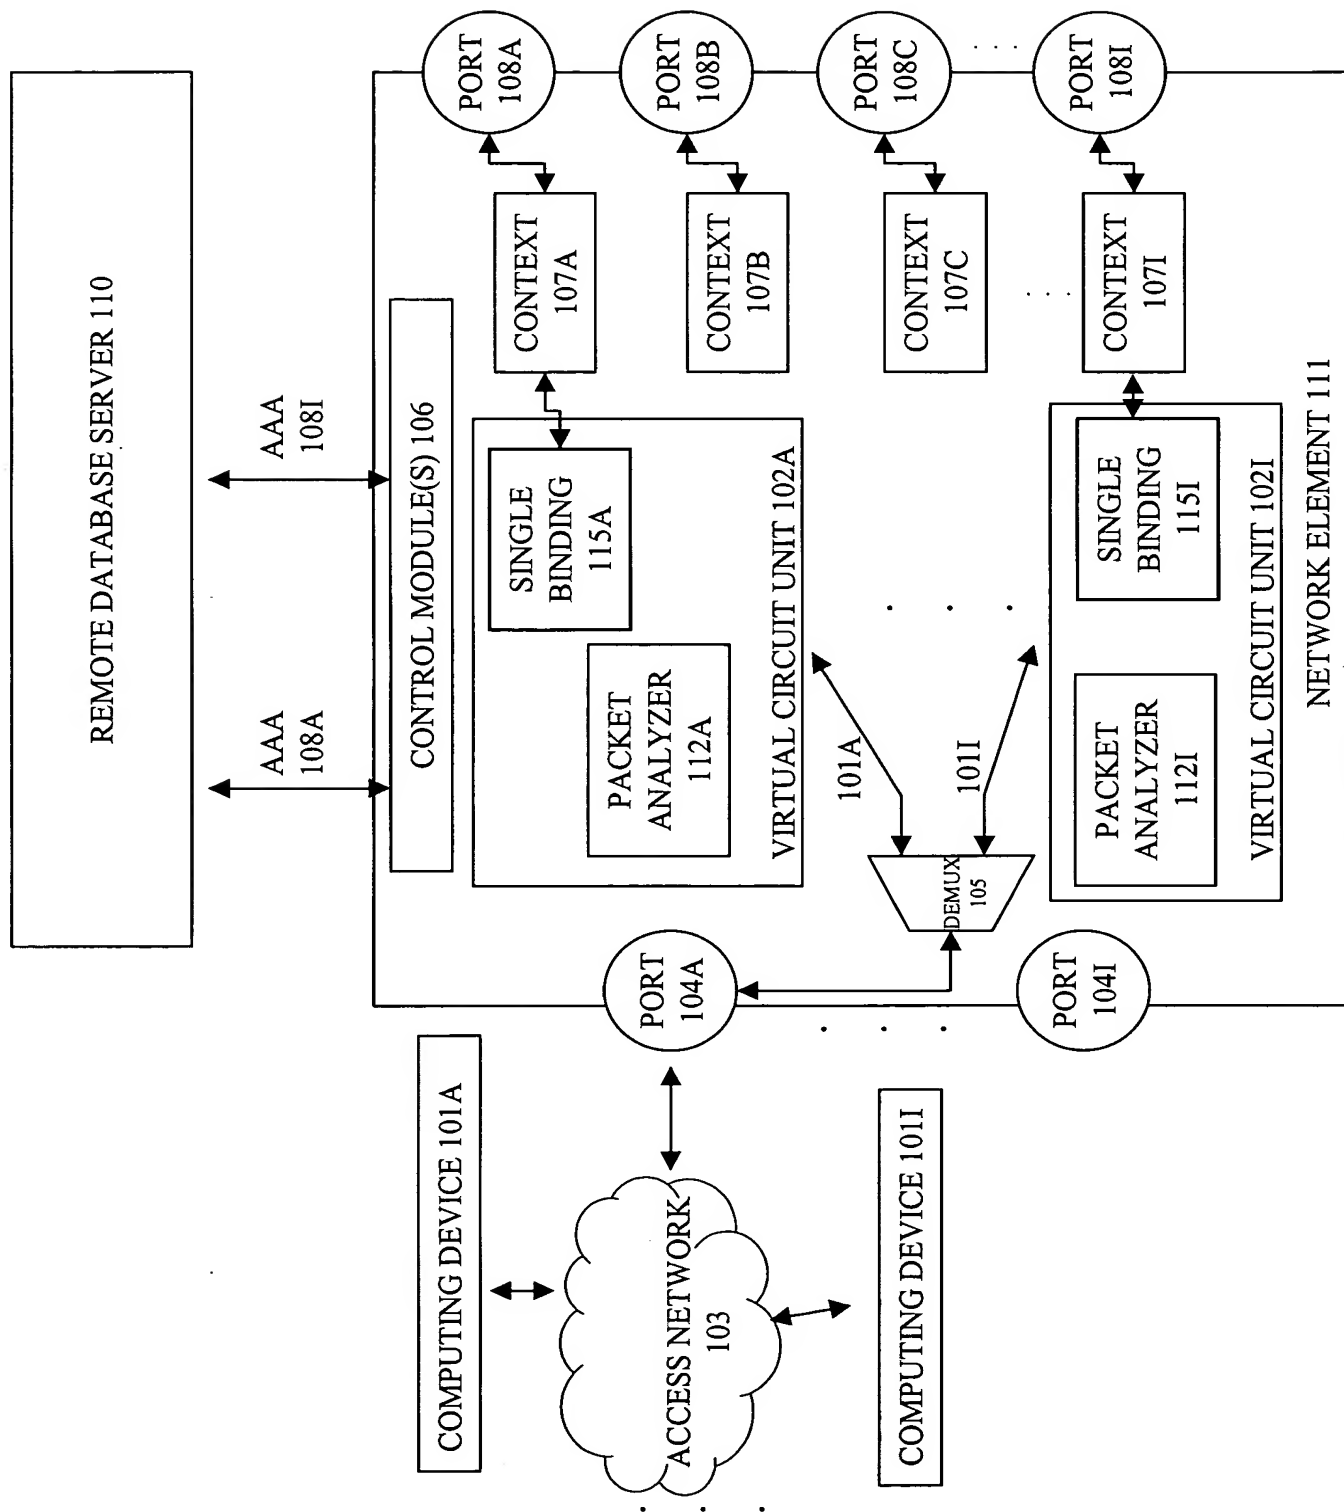 REMOTE DATABASE SERVER 110
AAA
108A
AAA
108I
CONTROL MODULE(S) 106
COMPUTING DEVICE 101A
ACCESS NETWORK
103
COMPUTING DEVICE 101I
PORT
104A
PORT
104I
DEMUX
105
101A
101I
PACKET
ANALYZER
112A
SINGLE
BINDING
115A
VIRTUAL CIRCUIT UNIT 102A
PACKET
ANALYZER
112I
SINGLE
BINDING
115I
VIRTUAL CIRCUIT UNIT 102I
CONTEXT
107A
CONTEXT
107B
CONTEXT
107C
CONTEXT
107I
PORT
108A
PORT
108B
PORT
108C
PORT
108I
NETWORK ELEMENT 111